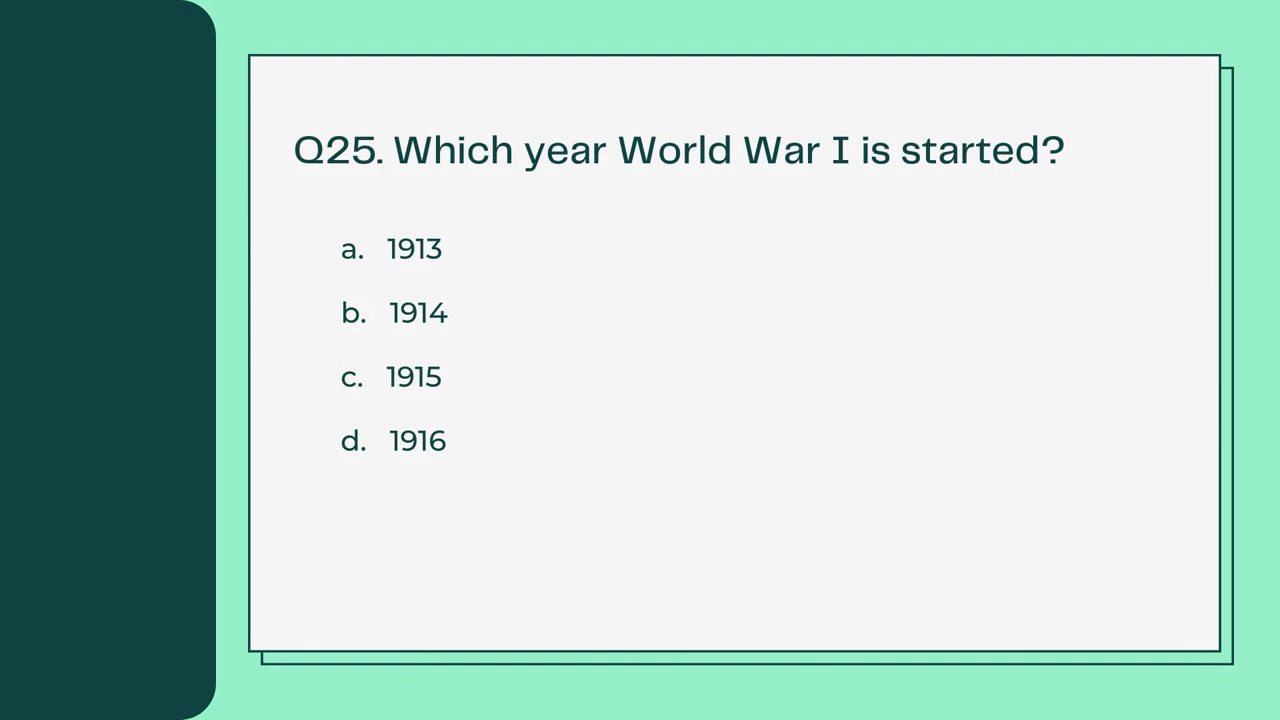 Q25. Which year World War I is started?
a. 1913
b. 1914
c. 1915
d. 1916